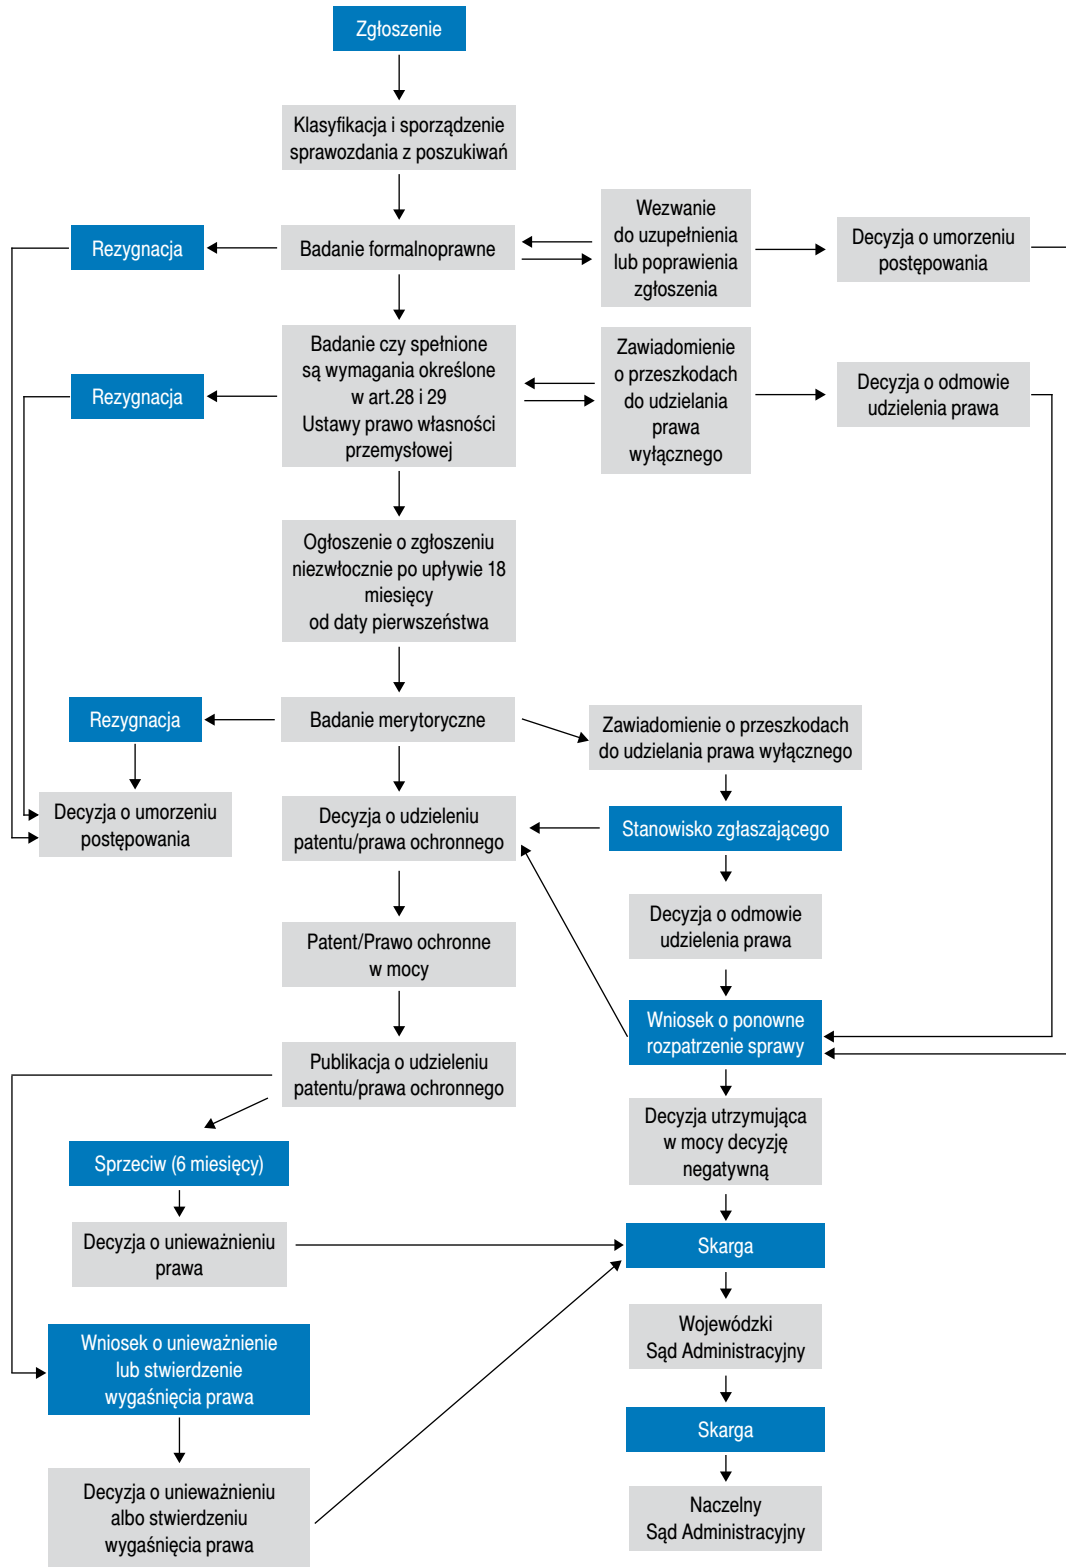 Zgłoszenie
Klasyfikacja i sporządzenie
sprawozdania z poszukiwań
Rezygnacja
Badanie formalnoprawne
Wezwanie
do uzupełnienia
lub poprawienia
zgłoszenia
Decyzja o umorzeniu
postępowania
Rezygnacja
Badanie czy spełnione
są wymagania określone
w art.28 i 29
Ustawy prawo własności
przemysłowej
Zawiadomienie
o przeszkodach
do udzielania
prawa
wyłącznego
Decyzja o odmowie
udzielenia prawa
Ogłoszenie o zgłoszeniu
niezwłocznie po upływie 18
miesięcy
od daty pierwszeństwa
Rezygnacja
Badanie merytoryczne
Zawiadomienie o przeszkodach
do udzielania prawa wyłącznego
Decyzja o umorzeniu
postępowania
Decyzja o udzieleniu
patentu/prawa ochronnego
Stanowisko zgłaszającego
Decyzja o odmowie
udzielenia prawa
Patent/Prawo ochronne
w mocy
Wniosek o ponowne
rozpatrzenie sprawy
Publikacja o udzieleniu
patentu/prawa ochronnego
Decyzja utrzymująca
w mocy decyzję
negatywną
Sprzeciw (6 miesięcy)
Decyzja o unieważnieniu
prawa
Skarga
Wojewódzki
Sąd Administracyjny
Wniosek o unieważnienie
lub stwierdzenie
wygaśnięcia prawa
Skarga
Decyzja o unieważnieniu
albo stwierdzeniu
wygaśnięcia prawa
Naczelny
Sąd Administracyjny